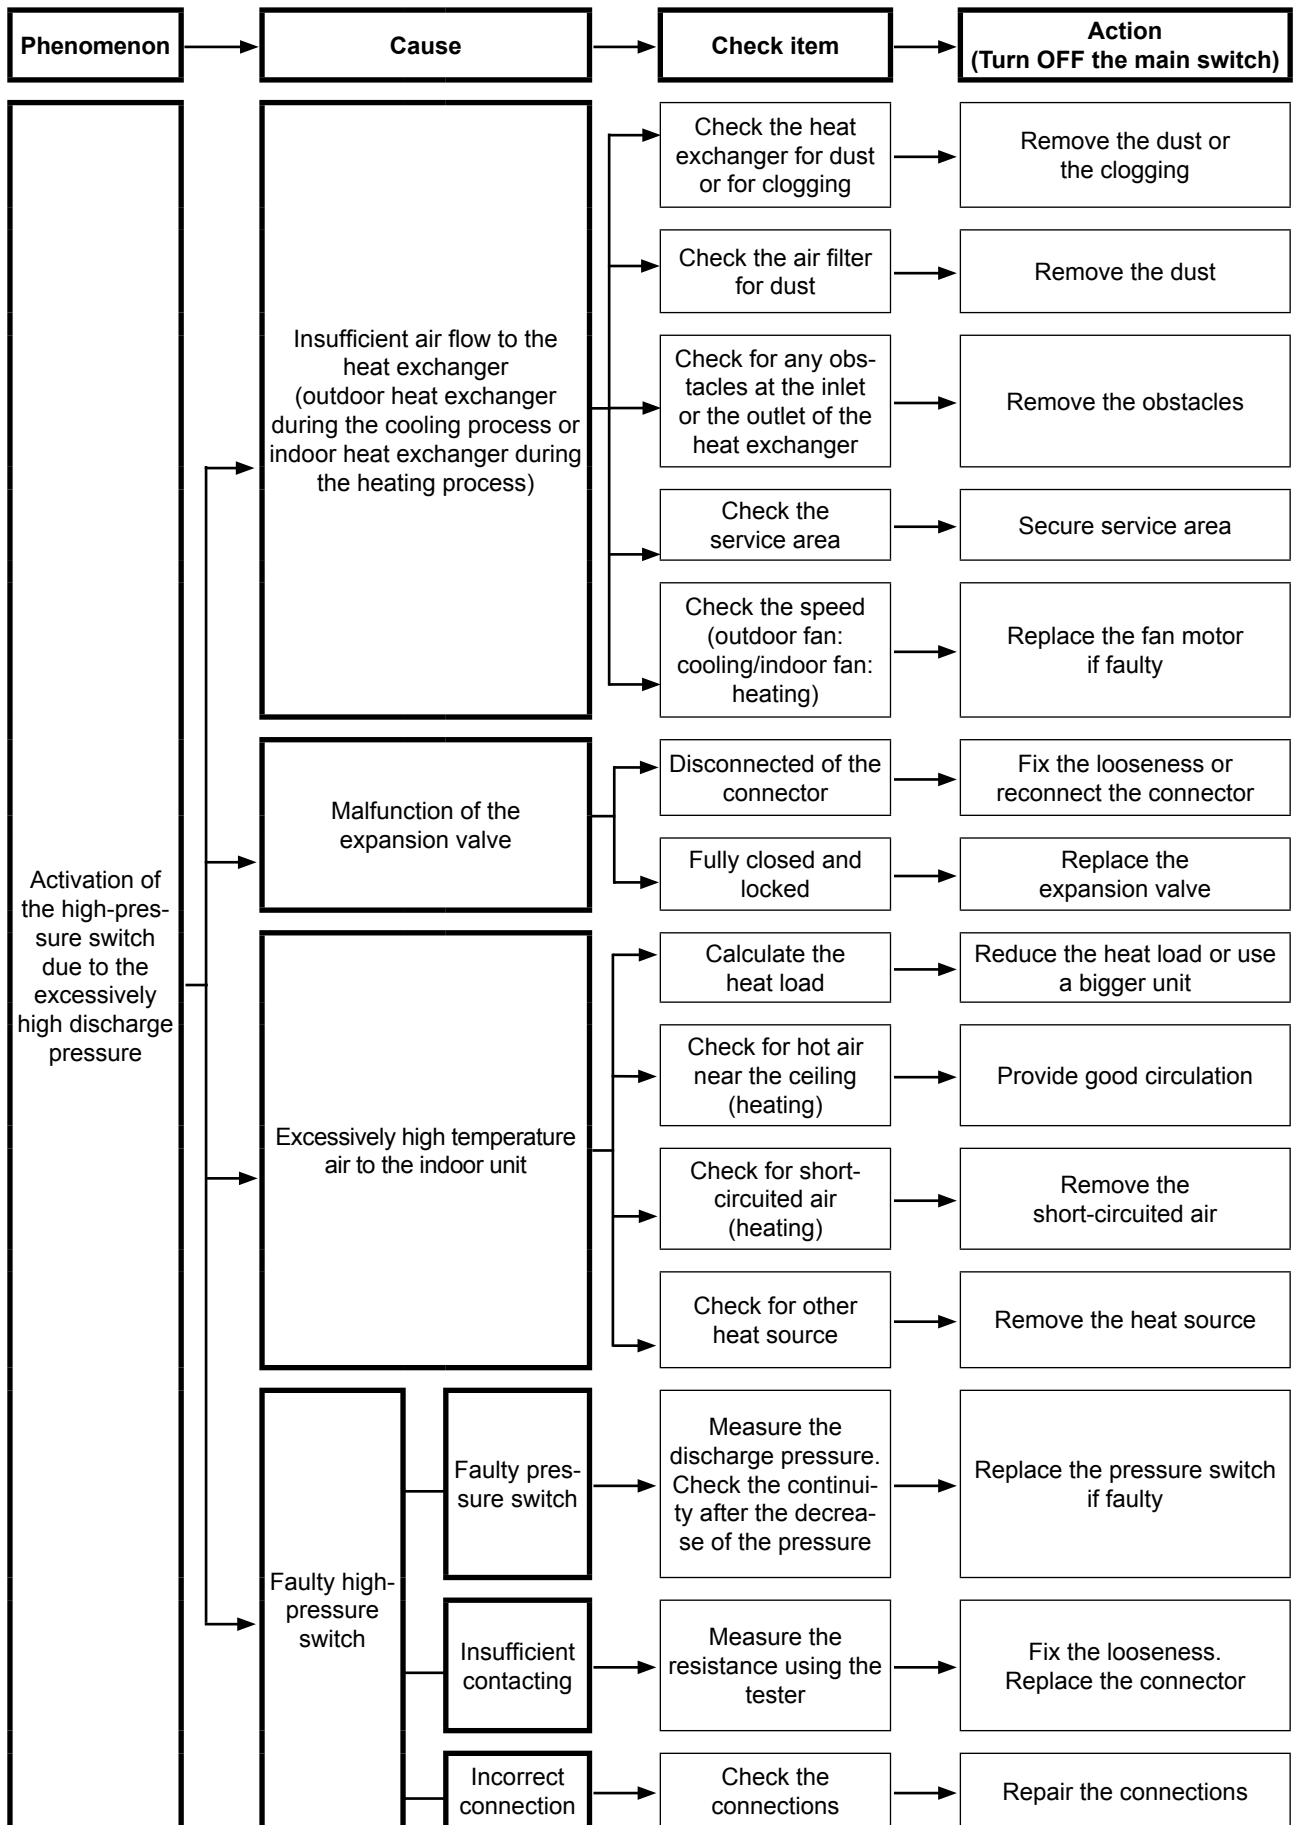 Phenomenon
Cause
Check item
Action
(Turn OFF the main switch)
Activation of
the high-pres-
sure switch
due to the
excessively
high discharge
pressure
Insufficient air flow to the
heat exchanger
(outdoor heat exchanger
during the cooling process or
indoor heat exchanger during
the heating process)
Check the heat
exchanger for dust
or for clogging
Remove the dust or
the clogging
Check the air filter
for dust
Remove the dust
Check for any obs-
tacles at the inlet
or the outlet of the
heat exchanger
Remove the obstacles
Check the
service area
Secure service area
Check the speed
(outdoor fan:
cooling/indoor fan:
heating)
Replace the fan motor
if faulty
Malfunction of the
expansion valve
Disconnected of the
connector
Fix the looseness or
reconnect the connector
Fully closed and
locked
Replace the
expansion valve
Excessively high temperature
air to the indoor unit
Calculate the
heat load
Reduce the heat load or use
a bigger unit
Check for hot air
near the ceiling
(heating)
Provide good circulation
Check for short-
circuited air
(heating)
Remove the
short-circuited air
Check for other
heat source
Remove the heat source
Faulty high-
pressure
switch
Faulty pres-
sure switch
Measure the
discharge pressure.
Check the continui-
ty after the decrea-
se of the pressure
Replace the pressure switch
if faulty
Insufficient
contacting
Measure the
resistance using the
tester
Fix the looseness.
Replace the connector
Incorrect
connection
Check the
connections
Repair the connections